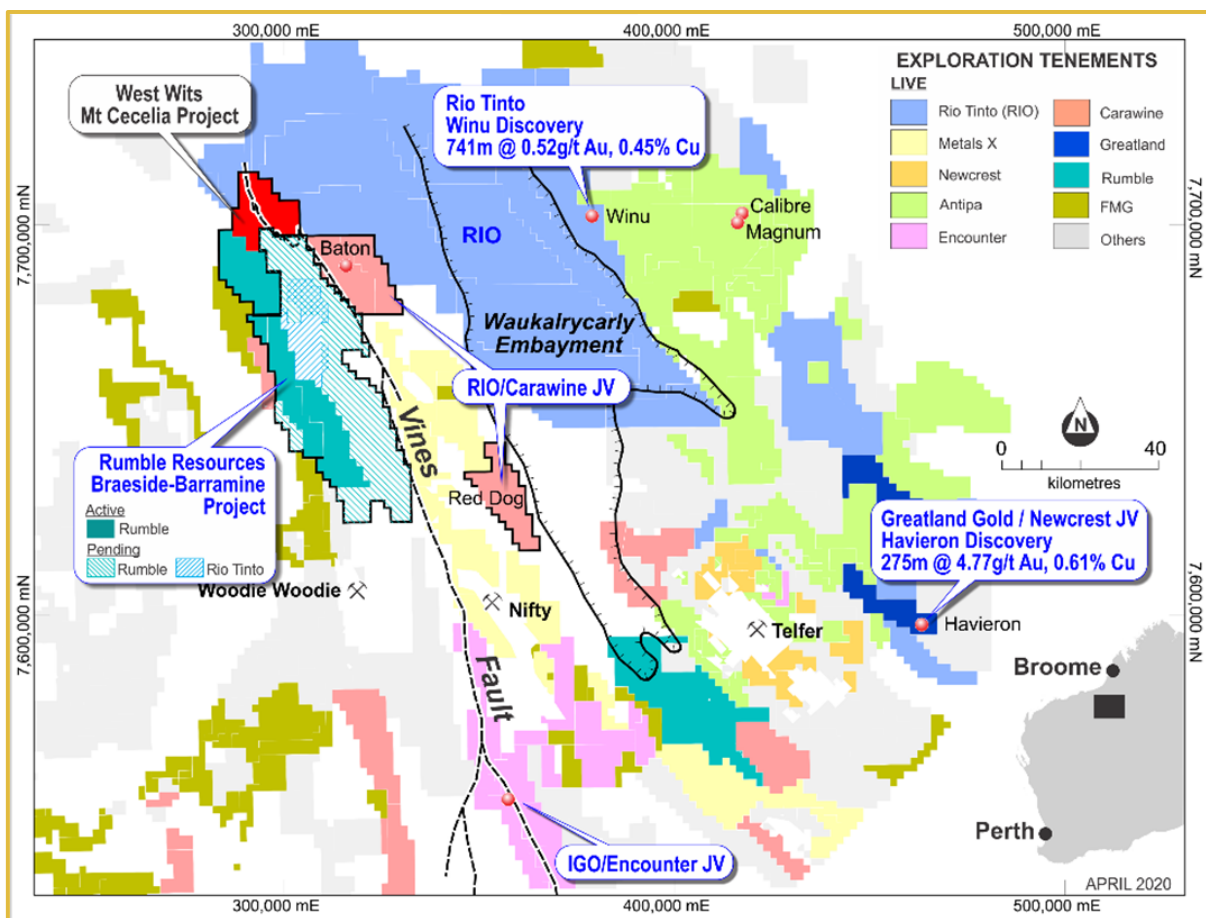 300,000 mE
400,000 mE
500,000 mE
West Wits
Mt Cecelia Project
Rio Tinto
Winu Discovery
741m @ 0.52g/t Au, 0.45% Cu
EXPLORATION TENEMENTS
LIVE
Rio Tinto (RIO)
Metals X
Newcrest
Antipa
Encounter
Carawine
Greatland
Rumble
FMG
Others
7,700,000 mN
7,700,000 mN
RIO
Winu
Calibre
Magnum
Baton
Waukalrycarly
Embayment
RIO/Carawine JV
Vines
Fault
N
0
40
kilometres
Rumble Resources
Braeside-Barramine
Project
Active
Rumble
Pending
Rumble
Rio Tinto
Red Dog
Greatland Gold / Newcrest JV
Havieron Discovery
275m @ 4.77g/t Au, 0.61% Cu
Woodie Woodie
Nifty
Telfer
Havieron
7,600,000 mN
7,600,000 mN
Broome
Perth
IGO/Encounter JV
APRIL 2020
300,000 mE
400,000 mE
500,000 mE